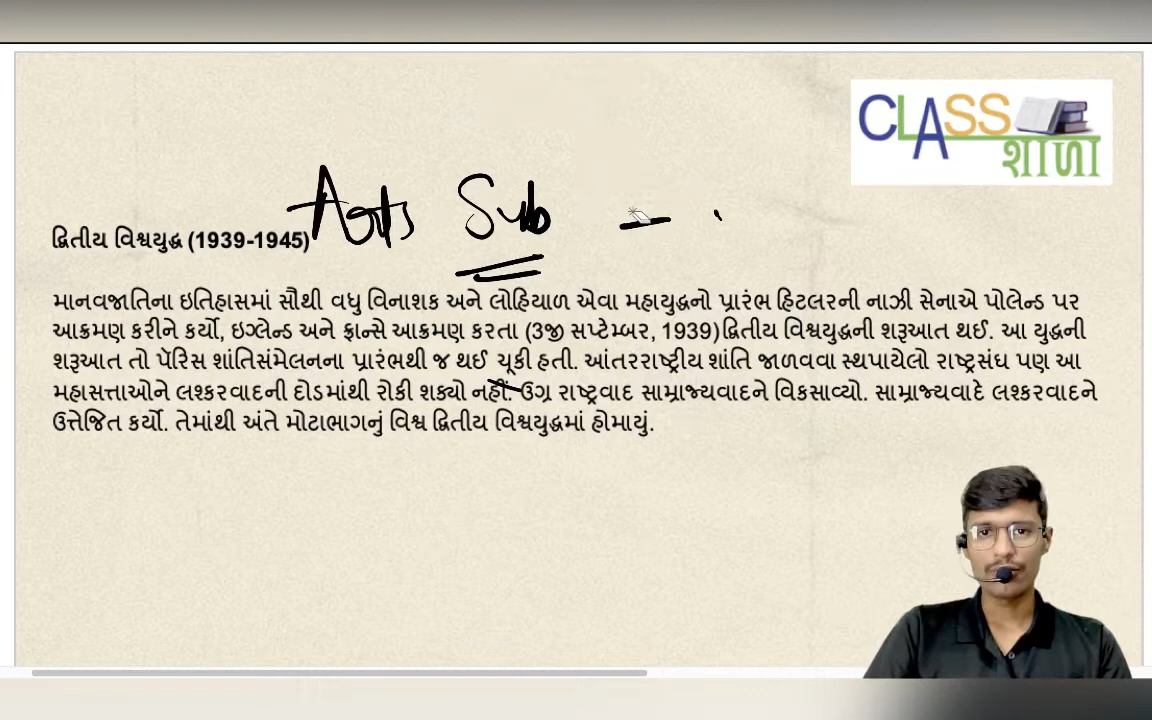 CLASS
શાળા
Arts Sub -
દ્વિતીય વિશ્વયુદ્ધ (1939-1945)
માનવજાતિના ઇતિહાસમાં સૌથી વધુ વિનાશક અને લોહિયાળ એવા મહાયુદ્ધનો પ્રારંભ હિટલરની નાઝી સેનાએ પોલેન્ડ પર
આક્રમણ કરીને કર્યો, ઇગ્લેન્ડ અને ફ્રાન્સે આક્રમણ કરતા (3જી સપ્ટેમ્બર, 1939)દ્વિતીય વિશ્વયુદ્ધની શરૂઆત થઈ. આ યુદ્ધની
શરૂઆત તો પૅરિસ શાંતિસંમેલનના પ્રારંભથી જ થઈ ચૂકી હતી. આંતરરાષ્ટ્રીય શાંતિ જાળવવા સ્થપાયેલો રાષ્ટ્રસંઘ પણ આ
મહાસત્તાઓને લશ્કરવાદની દોડમાંથી રોકી શક્યો નહીં. ઉગ્ર રાષ્ટ્રવાદ સામ્રાજ્યવાદને વિકસાવ્યો. સામ્રાજ્યવાદે લશ્કરવાદને
ઉત્તેજિત કર્યો. તેમાંથી અંતે મોટાભાગનું વિશ્વ દ્વિતીય વિશ્વયુદ્ધમાં હોમાયું.